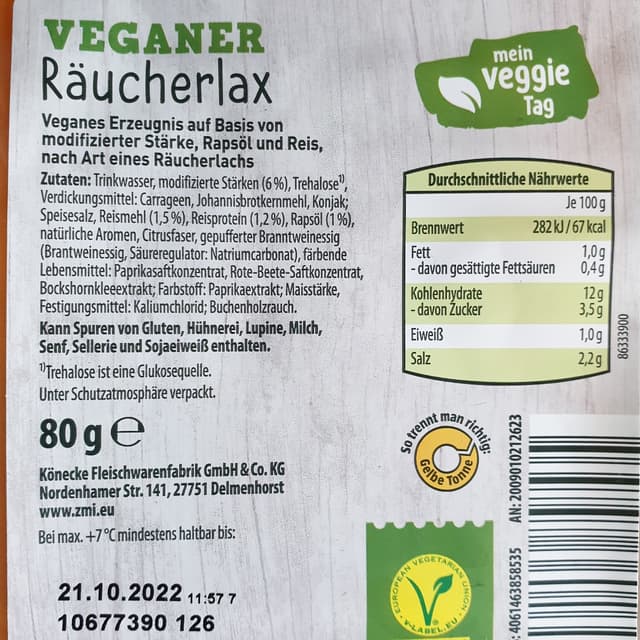 VEGANER
Räucherlax
Veganes Erzeugnis auf Basis von
modifizierter Stärke, Rapsöl und Reis,
nach Art eines Räucherlachs
Zutaten: Trinkwasser, modifizierte Stärken (6%), Trehalose¹⁾,
Verdickungsmittel: Carrageen, Johannisbrotkernmehl, Konjak;
Speisesalz, Reismehl (1,5%), Reisprotein (1,2%), Rapsöl (1%),
natürliche Aromen, Citrusfaser, gepufferter Branntweinessig
(Brantweinessig, Säureregulator: Natriumcarbonat), färbende
Lebensmittel: Paprikasaftkonzentrat, Rote-Beete-Saftkonzentrat,
Bockshornkleeextrakt; Farbstoff: Paprikaextrakt; Maisstärke,
Festigungsmittel: Kaliumchlorid; Buchenholzrauch.
Kann Spuren von Gluten, Hühnerei, Lupine, Milch,
Senf, Sellerie und Sojaeiweiß enthalten.
¹⁾Trehalose ist eine Glukosequelle.
Unter Schutzatmosphäre verpackt.
80 g ℮
Könecke Fleischwarenfabrik GmbH & Co. KG
Nordenhamer Str. 141, 27751 Delmenhorst
www.zmi.eu
Bei max. +7°C mindestens haltbar bis:
21.10.2022 11:57 7
10677390 126
mein
veggie
Tag
Durchschnittliche Nährwerte
Je 100 g
Brennwert 282 kJ / 67 kcal
Fett 1,0 g
- davon gesättigte Fettsäuren 0,4 g
Kohlenhydrate 12 g
- davon Zucker 3,5 g
Eiweiß 1,0 g
Salz 2,2 g
86333900
So trennt man richtig:
Gelbe Tonne
AN: 2009010212623
4061463858535
EUROPEAN VEGETARIAN UNION
V-LABEL.EU